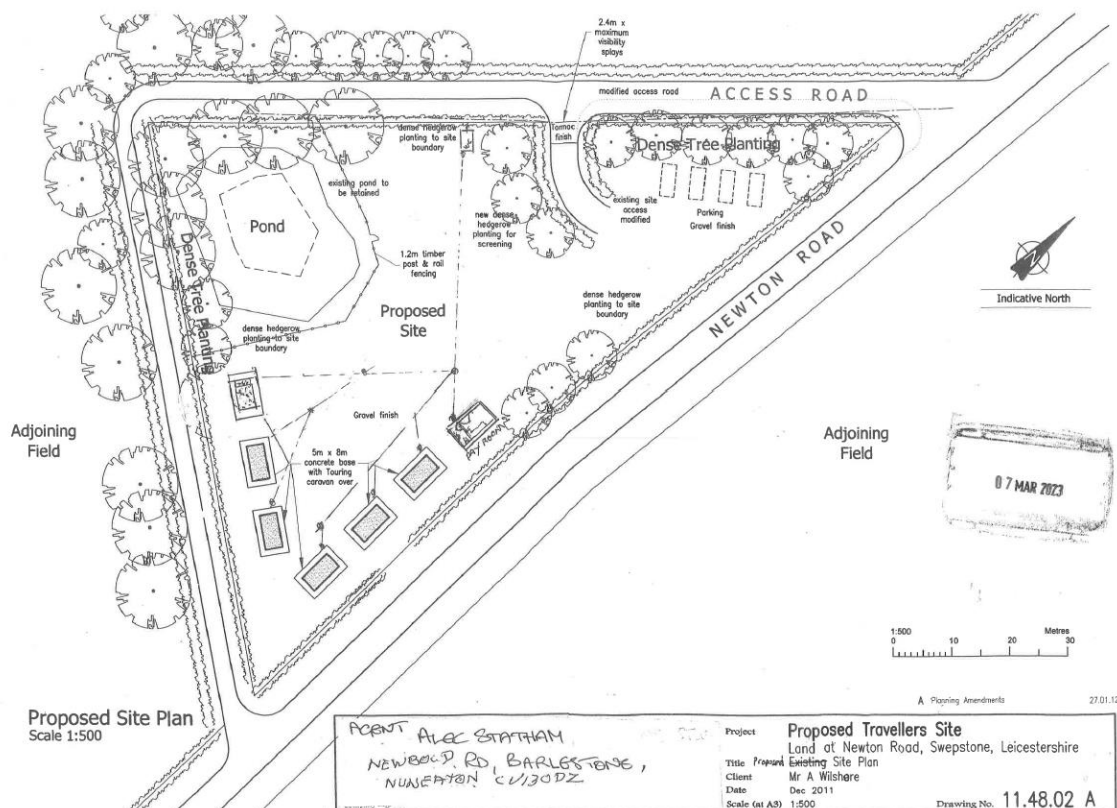 2.4m x
maximum
visibility
splays
modified access road
ACCESS ROAD
dense hedgerow
planting to site
boundary
Tarmac
finish
Dense Tree Planting
existing pond to
be retained
existing site
access
modified
Parking
Gravel finish
Pond
new dense
hedgerow
planting for
screening
1.2m timber
post & rail
fencing
Dense Tree Planting
NEWTON ROAD
Indicative North
Proposed
Site
dense hedgerow
planting to site
boundary
dense hedgerow
planting to site
boundary
Gravel finish
DAY ROOM
5m x 8m
concrete base
with Touring
caravan over
Adjoining
Field
Adjoining
Field
07 MAR 2023
1:500
Metres
0 10 20 30
A Planning Amendments 27.01.12
Proposed Site Plan
Scale 1:500
AGENT ALEC STATHAM
NEWBOLD RD, BARLESTONE,
NUNEATON CV130DZ
Project Proposed Travellers Site
Land at Newton Road, Swepstone, Leicestershire
Title Proposed Existing Site Plan
Client Mr A Wilshere
Date Dec 2011
Scale (at A3) 1:500
Drawing No. 11.48.02 A